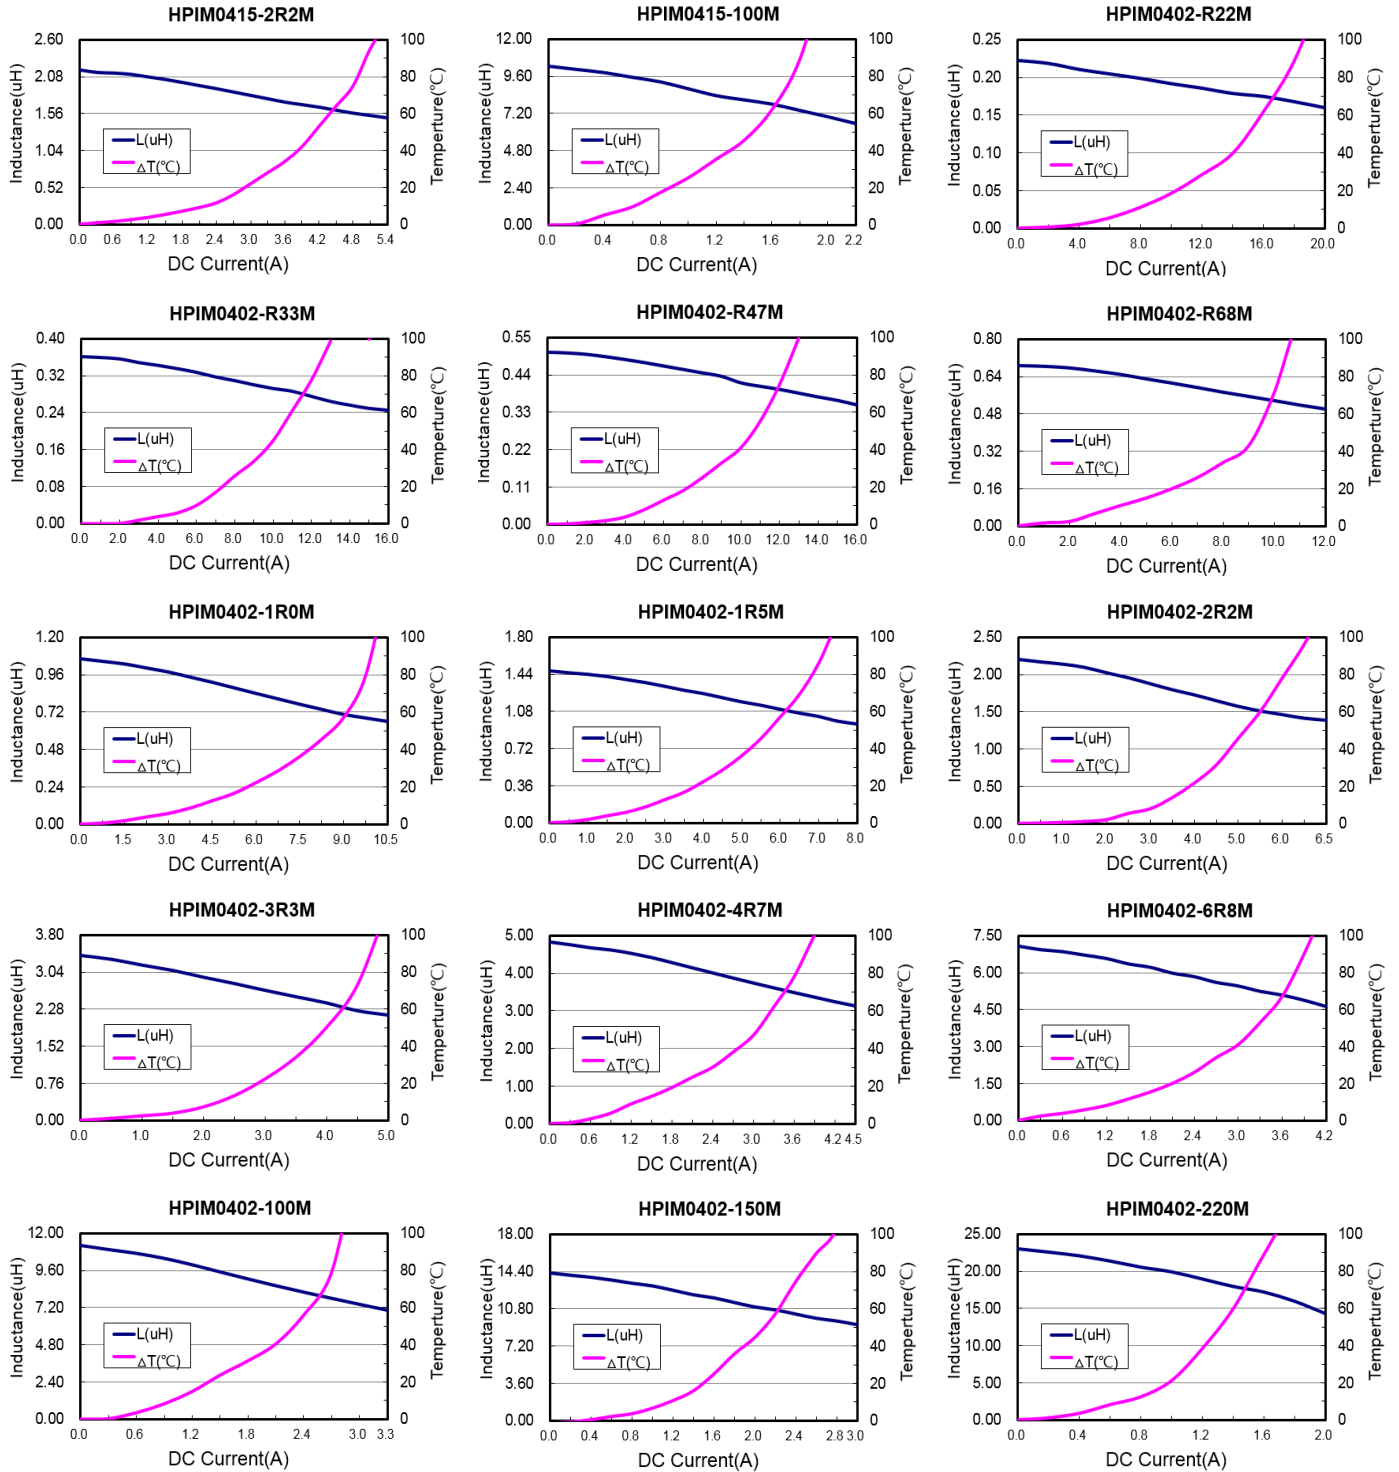 HPIM0415-2R2M
Inductance(uH)
2.60
2.08
1.56
1.04
0.52
0.00
L(uH)
△T(℃)
100
80
60
40
20
0
Temperture(℃)
0.0 0.6 1.2 1.8 2.4 3.0 3.6 4.2 4.8 5.4
DC Current(A)
HPIM0415-100M
Inductance(uH)
12.00
9.60
7.20
4.80
2.40
0.00
L(uH)
△T(℃)
100
80
60
40
20
0
Temperture(℃)
0.0 0.4 0.8 1.2 1.6 2.0 2.2
DC Current(A)
HPIM0402-R22M
Inductance(uH)
0.25
0.20
0.15
0.10
0.05
0.00
L(uH)
△T(℃)
100
80
60
40
20
0
Temperture(℃)
0.0 4.0 8.0 12.0 16.0 20.0
DC Current(A)
HPIM0402-R33M
Inductance(uH)
0.40
0.32
0.24
0.16
0.08
0.00
L(uH)
△T(℃)
100
80
60
40
20
0
Temperture(℃)
0.0 2.0 4.0 6.0 8.0 10.0 12.0 14.0 16.0
DC Current(A)
HPIM0402-R47M
Inductance(uH)
0.55
0.44
0.33
0.22
0.11
0.00
L(uH)
△T(℃)
100
80
60
40
20
0
Temperture(℃)
0.0 2.0 4.0 6.0 8.0 10.0 12.0 14.0 16.0
DC Current(A)
HPIM0402-R68M
Inductance(uH)
0.80
0.64
0.48
0.32
0.16
0.00
L(uH)
△T(℃)
100
80
60
40
20
0
Temperture(℃)
0.0 2.0 4.0 6.0 8.0 10.0 12.0
DC Current(A)
HPIM0402-1R0M
Inductance(uH)
1.20
0.96
0.72
0.48
0.24
0.00
L(uH)
△T(℃)
100
80
60
40
20
0
Temperture(℃)
0.0 1.5 3.0 4.5 6.0 7.5 9.0 10.5
DC Current(A)
HPIM0402-1R5M
Inductance(uH)
1.80
1.44
1.08
0.72
0.36
0.00
L(uH)
△T(℃)
100
80
60
40
20
0
Temperture(℃)
0.0 1.0 2.0 3.0 4.0 5.0 6.0 7.0 8.0
DC Current(A)
HPIM0402-2R2M
Inductance(uH)
2.50
2.00
1.50
1.00
0.50
0.00
L(uH)
△T(℃)
100
80
60
40
20
0
Temperture(℃)
0.0 1.0 2.0 3.0 4.0 5.0 6.0 6.5
DC Current(A)
HPIM0402-3R3M
Inductance(uH)
3.80
3.04
2.28
1.52
0.76
0.00
L(uH)
△T(℃)
100
80
60
40
20
0
Temperture(℃)
0.0 1.0 2.0 3.0 4.0 5.0
DC Current(A)
HPIM0402-4R7M
Inductance(uH)
5.00
4.00
3.00
2.00
1.00
0.00
L(uH)
△T(℃)
100
80
60
40
20
0
Temperture(℃)
0.0 0.6 1.2 1.8 2.4 3.0 3.6 4.2 4.5
DC Current(A)
HPIM0402-6R8M
Inductance(uH)
7.50
6.00
4.50
3.00
1.50
0.00
L(uH)
△T(℃)
100
80
60
40
20
0
Temperture(℃)
0.0 0.6 1.2 1.8 2.4 3.0 3.6 4.2
DC Current(A)
HPIM0402-100M
Inductance(uH)
12.00
9.60
7.20
4.80
2.40
0.00
L(uH)
△T(℃)
100
80
60
40
20
0
Temperture(℃)
0.0 0.6 1.2 1.8 2.4 3.0 3.3
DC Current(A)
HPIM0402-150M
Inductance(uH)
18.00
14.40
10.80
7.20
3.60
0.00
L(uH)
△T(℃)
100
80
60
40
20
0
Temperture(℃)
0.0 0.4 0.8 1.2 1.6 2.0 2.4 2.8 3.0
DC Current(A)
HPIM0402-220M
Inductance(uH)
25.00
20.00
15.00
10.00
5.00
0.00
L(uH)
△T(℃)
100
80
60
40
20
0
Temperture(℃)
0.0 0.4 0.8 1.2 1.6 2.0
DC Current(A)